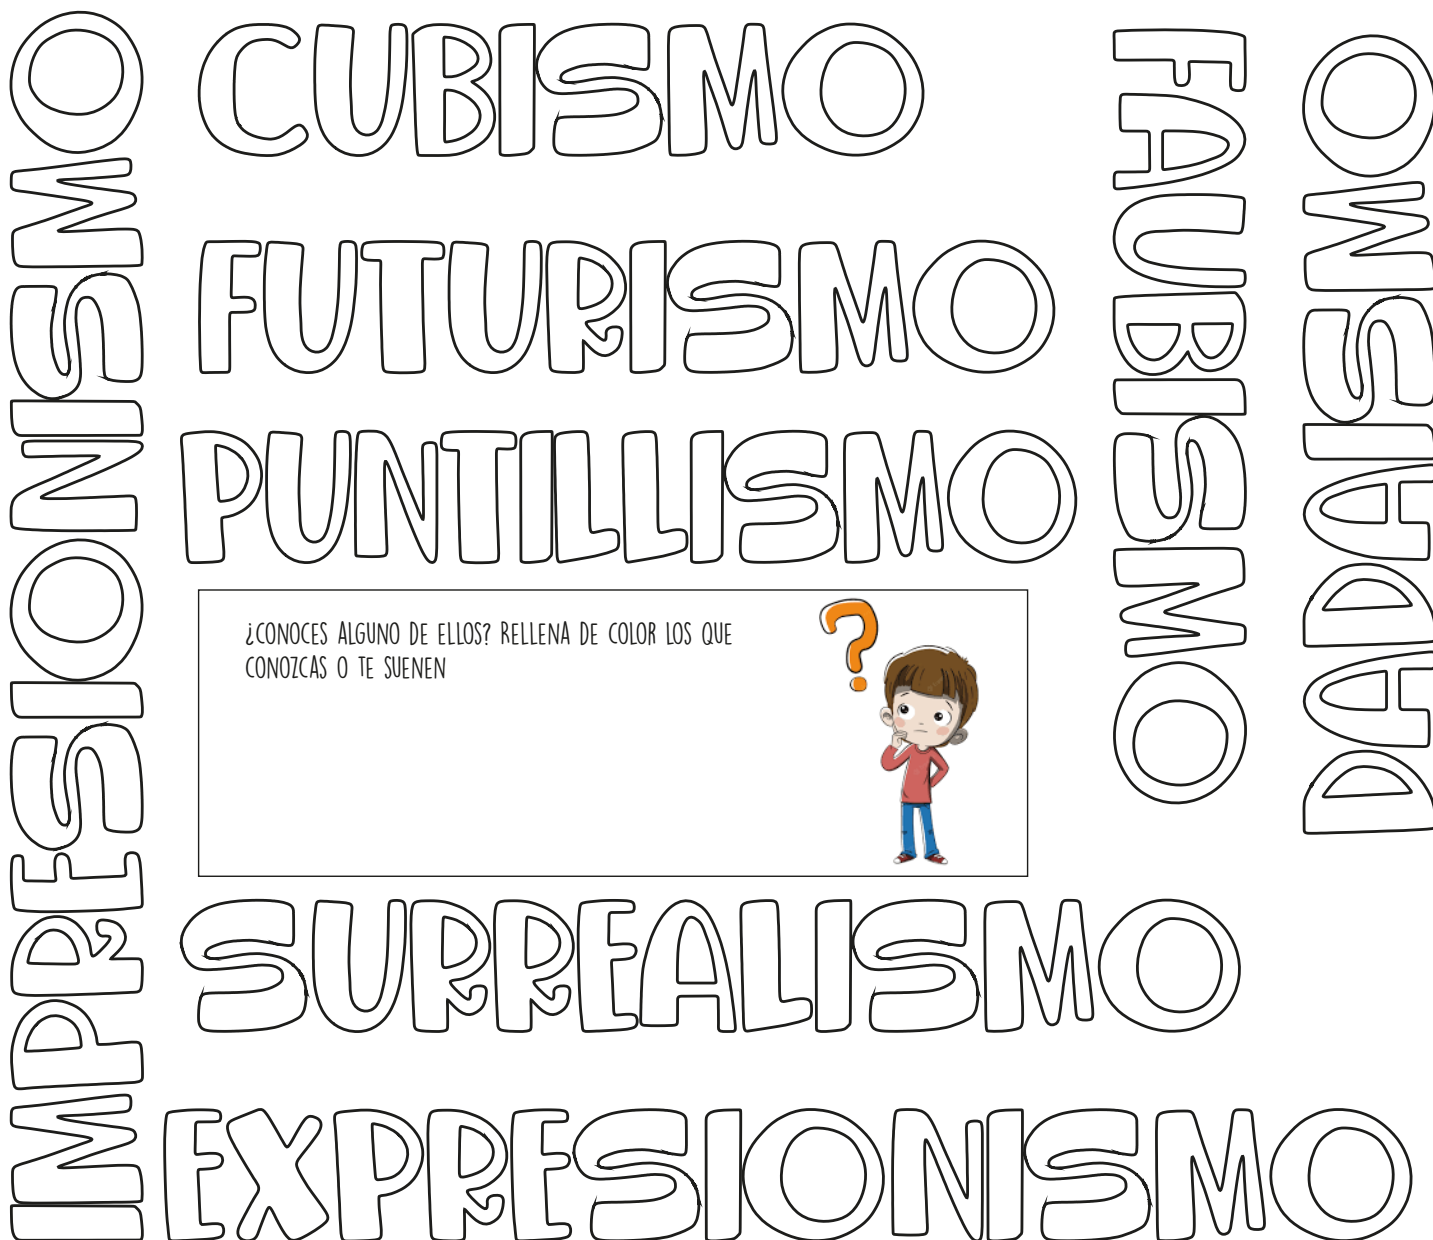 IMPRESIONISMO
CUBISMO
FUTURISMO
PUNTILLISMO
FAUBISMO
DADAISMO
¿CONOCES ALGUNO DE ELLOS? RELLENA DE COLOR LOS QUE
CONOZCAS O TE SUENEN
SURREALISMO
EXPRESIONISMO